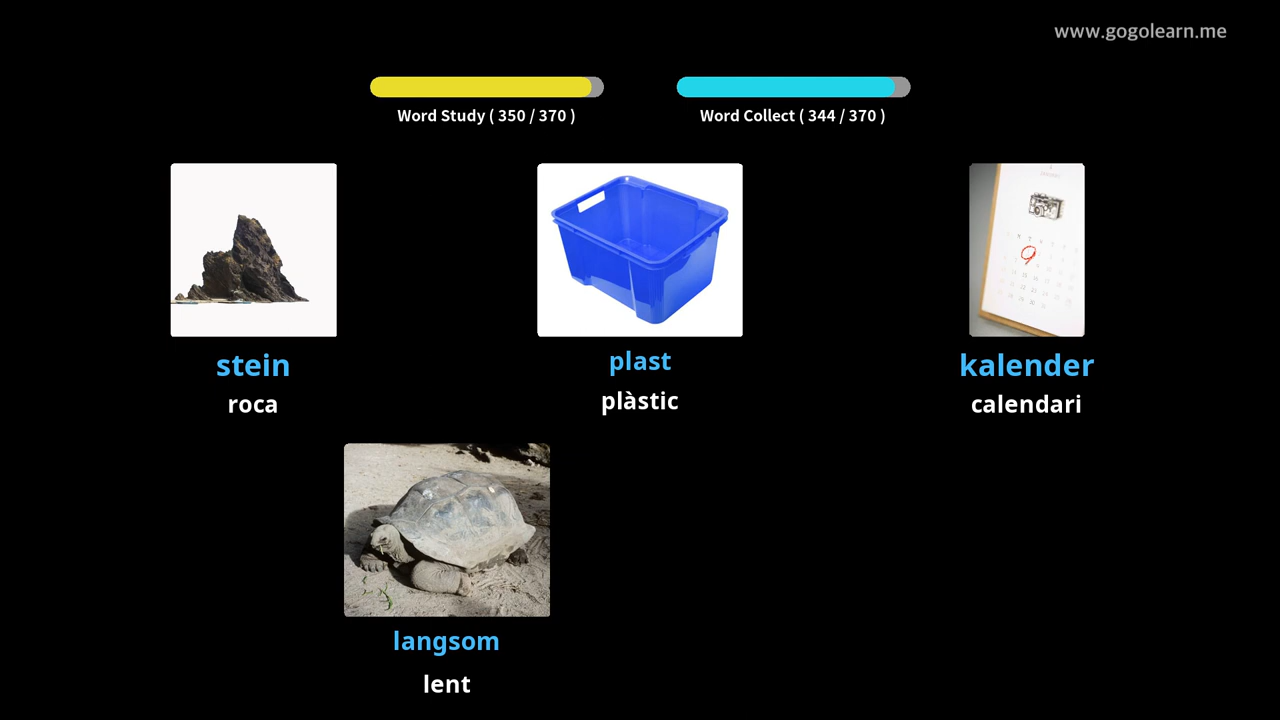 www.gogolearn.me
Word Study ( 350 / 370 )
Word Collect ( 344 / 370 )
stein
roca
plast
plàstic
kalender
calendari
langsom
lent